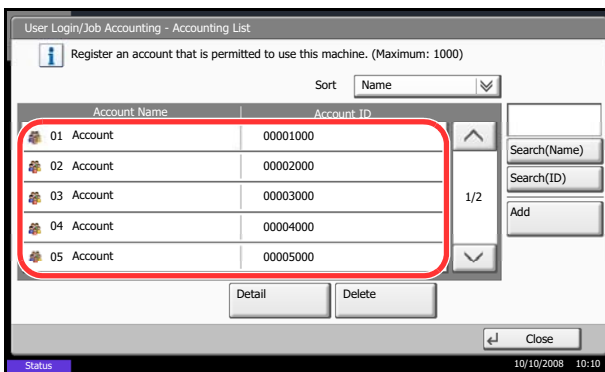 User Login/Job Accounting - Accounting List
Register an account that is permitted to use this machine. (Maximum: 1000)
Sort Name
Account Name Account ID
01 Account 00001000
Search(Name)
02 Account 00002000
Search(ID)
03 Account 00003000
1/2
Add
04 Account 00004000
05 Account 00005000
Detail Delete
Close
Status 10/10/2008 10:10